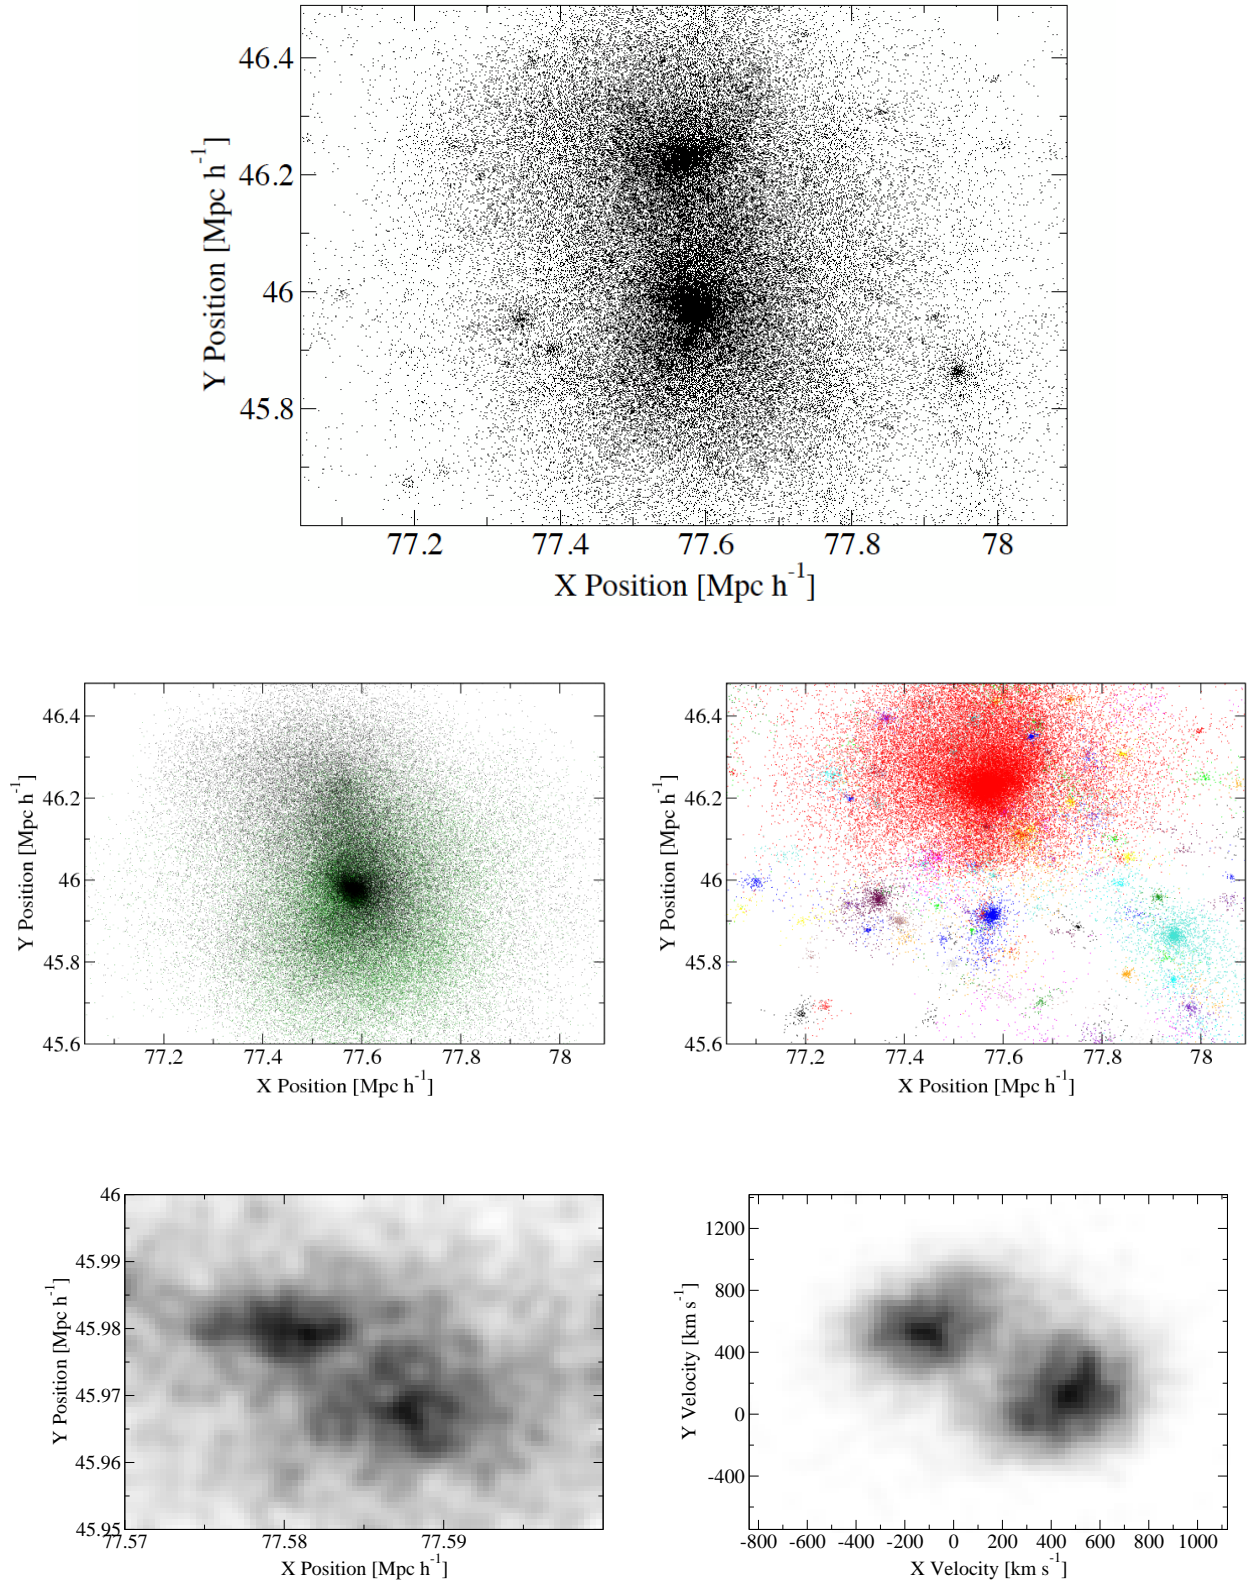 46.4
46.2
46
45.8
Y Position [Mpc h⁻¹]
77.2 77.4 77.6 77.8 78
X Position [Mpc h⁻¹]
46.4
46.2
46
45.8
45.6
Y Position [Mpc h⁻¹]
77.2 77.4 77.6 77.8 78
X Position [Mpc h⁻¹]
46.4
46.2
46
45.8
45.6
Y Position [Mpc h⁻¹]
77.2 77.4 77.6 77.8 78
X Position [Mpc h⁻¹]
46
45.99
45.98
45.97
45.96
45.95
Y Position [Mpc h⁻¹]
77.57 77.58 77.59
X Position [Mpc h⁻¹]
1200
800
400
0
-400
Y Velocity [km s⁻¹]
-800 -600 -400 -200 0 200 400 600 800 1000
X Velocity [km s⁻¹]